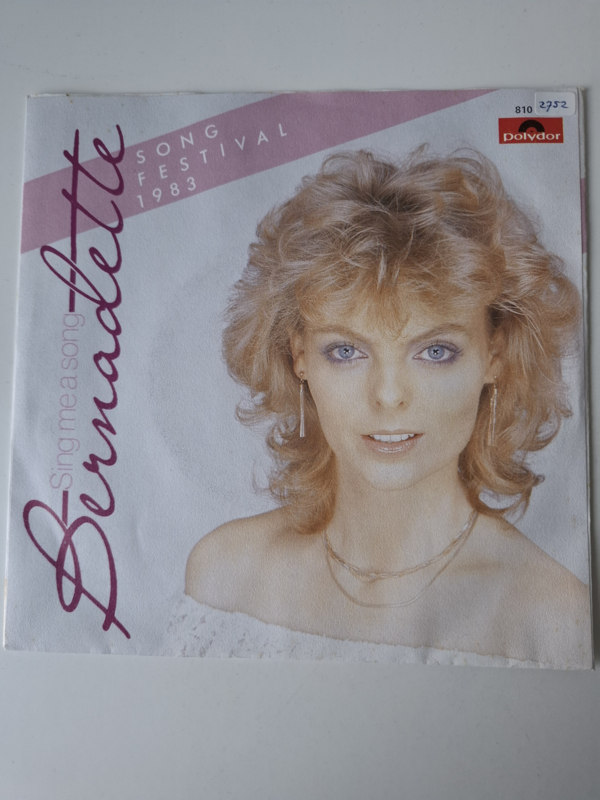 SONG
FESTIVAL
1983
810
2752
polydor
Bernadette
Sing me a song